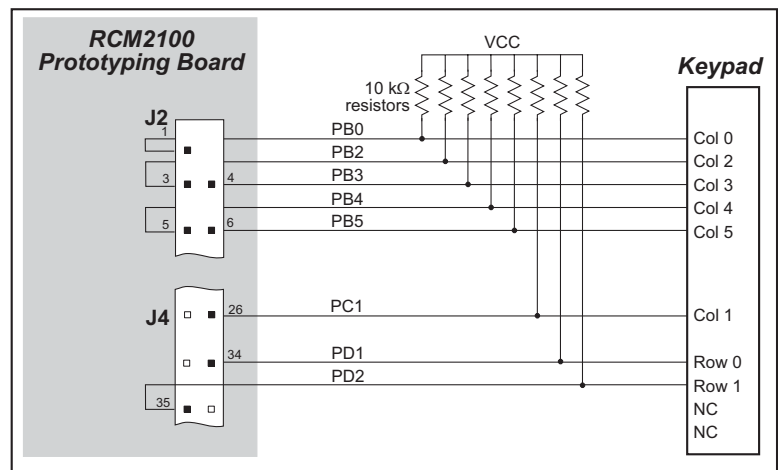 RCM2100
Prototyping Board
VCC
Keypad
10 kΩ
resistors
J2
1
PB0
Col 0
PB2
Col 2
3
4
PB3
Col 3
PB4
Col 4
5
6
PB5
Col 5
J4
26
PC1
Col 1
34
PD1
Row 0
PD2
Row 1
35
NC
NC